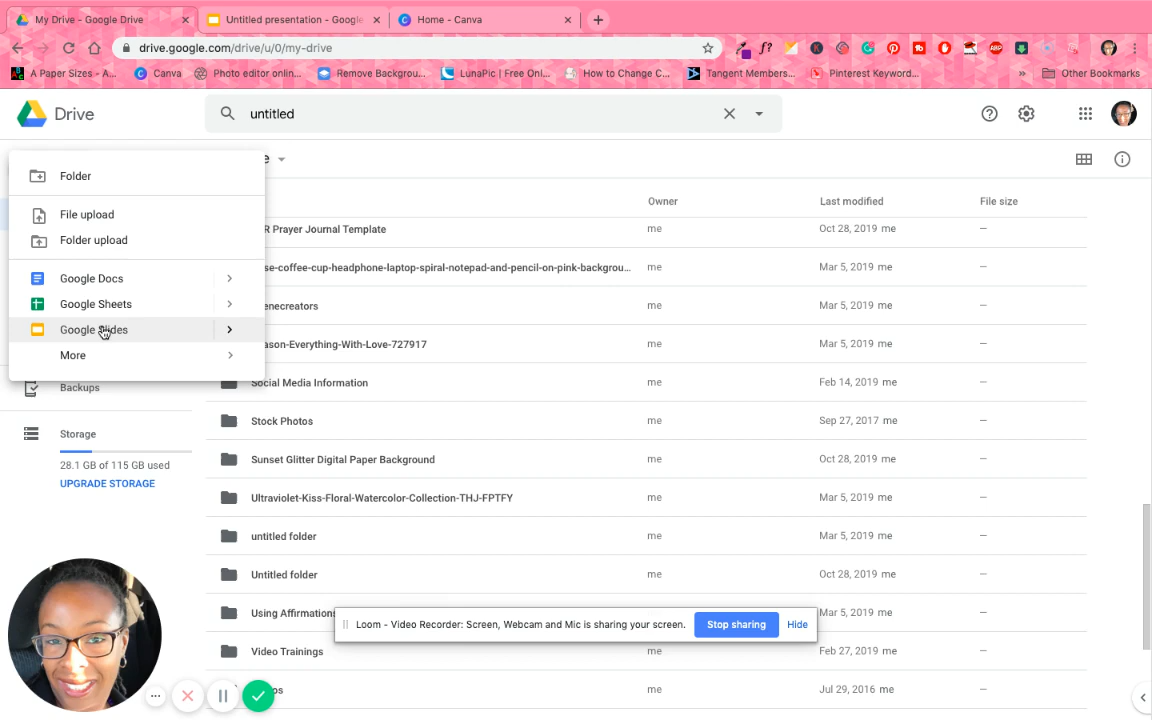 My Drive - Google Drive
Untitled presentation - Google
Home - Canva
drive.google.com/drive/u/0/my-drive
A Paper Sizes - A...
Canva
Photo editor onlin...
Remove Backgrou...
LunaPic | Free Onl...
How to Change C...
Tangent Members...
Pinterest Keyword...
Other Bookmarks
Drive
untitled
Folder
File upload
Folder upload
Google Docs
Google Sheets
Google Slides
More
Backups
Storage
28.1 GB of 115 GB used
UPGRADE STORAGE
Owner
Last modified
File size
R Prayer Journal Template
me
Oct 28, 2019 me
se-coffee-cup-headphone-laptop-spiral-notepad-and-pencil-on-pink-backgrou...
me
Mar 5, 2019 me
enecreators
me
Mar 5, 2019 me
ason-Everything-With-Love-727917
me
Mar 5, 2019 me
Social Media Information
me
Feb 14, 2019 me
Stock Photos
me
Sep 27, 2017 me
Sunset Glitter Digital Paper Background
me
Oct 28, 2019 me
Ultraviolet-Kiss-Floral-Watercolor-Collection-THJ-FPTFY
me
Mar 5, 2019 me
untitled folder
me
Mar 5, 2019 me
Untitled folder
me
Oct 28, 2019 me
Using Affirmations
Mar 5, 2019 me
Loom - Video Recorder: Screen, Webcam and Mic is sharing your screen.
Stop sharing
Hide
Video Trainings
me
Feb 27, 2019 me
me
Jul 29, 2016 me